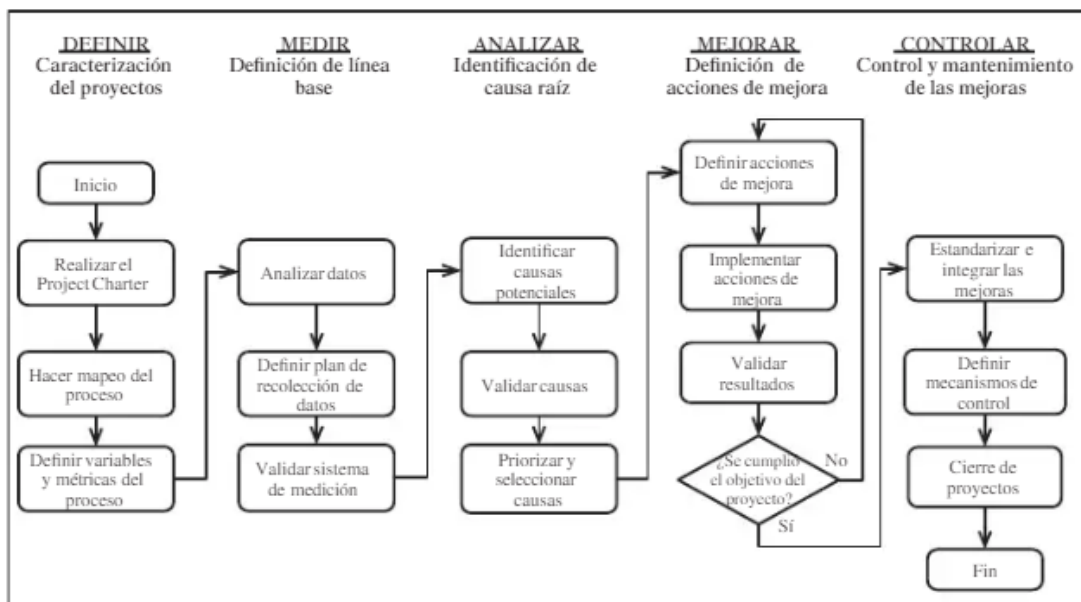 DEFINIR
Caracterización
del proyectos
Inicio
Realizar el
Project Charter
Hacer mapeo del
proceso
Definir variables
y métricas del
proceso
MEDIR
Definición de línea
base
Analizar datos
Definir plan de
recolección de
datos
Validar sistema
de medición
ANALIZAR
Identificación de
causa raíz
Identificar
causas
potenciales
Validar causas
Priorizar y
seleccionar
causas
MEJORAR
Definición de
acciones de mejora
Definir acciones
de mejora
Implementar
acciones de
mejora
Validar
resultados
¿Se cumplió
el objetivo del
proyecto?
No
Sí
CONTROLAR
Control y mantenimiento
de las mejoras
Estandarizar e
integrar las
mejoras
Definir
mecanismos de
control
Cierre de
proyectos
Fin